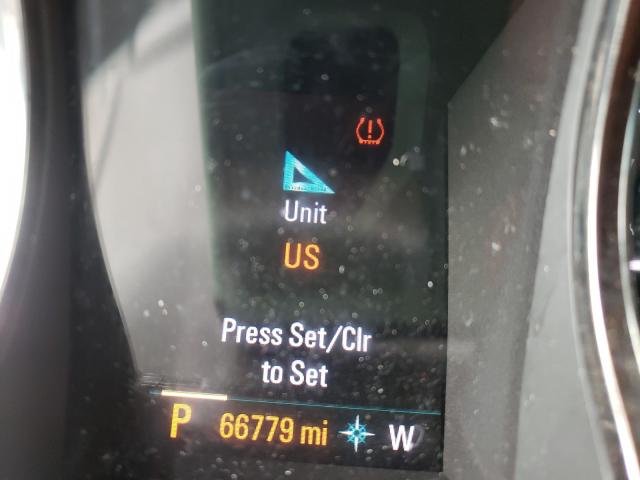 Unit
US
Press Set/Clr
to Set
P 66779 mi W